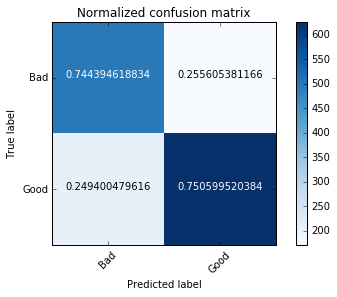 Normalized confusion matrix
True label
Bad
0.744394618834
0.255605381166
Good
0.249400479616
0.750599520384
Bad
Good
Predicted label
600
550
500
450
400
350
300
250
200